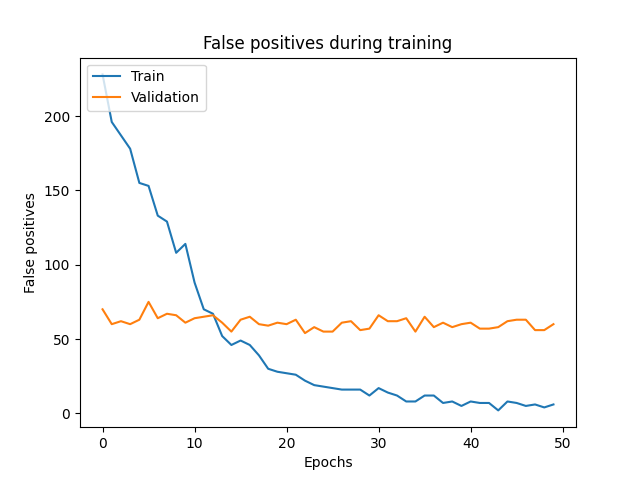 False positives during training
Train
Validation
False positives
200
150
100
50
0
0 10 20 30 40 50
Epochs